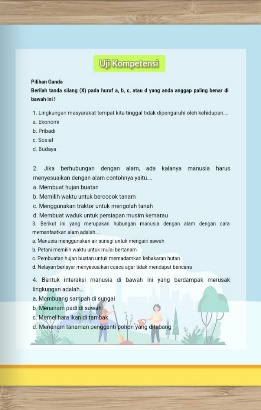 Uji Kompetensi
Pilihan Ganda
Berilah tanda silang (X) pada huruf a, b, c, atau d yang anda anggap paling benar di
bawah ini!
1. Lingkungan masyarakat tempat kita tinggal tidak dipengaruhi oleh kehidupan....
a. Ekonomi
b. Pribadi
c. Sosial
d. Budaya
2. Jika berhubungan dengan alam, ada kalanya manusia harus
menyesuaikan dengan alam contohnya yaitu...
a. Membuat hujan buatan
b. Memilih waktu untuk bercocok tanam
c. Menggunakan traktor untuk mengolah tanah
d. Membuat waduk untuk persiapan musim kemarau
3. Berikut ini yang merupakan hubungan manusia dengan alam dengan cara
memanfaatkan alam adalah....
a. Manusia menggunakan air sungai untuk mengairi sawah
b. Petani memilih waktu untuk mulai bertanam
c. Pembuatan hujan buatan untuk memadamkan kebakaran hutan
d. Nelayan berlayar menyesuaikan cuaca agar tidak mendapat bencana
4. Bentuk interaksi manusia di bawah ini yang berdampak merusak
lingkungan adalah...
a. Membuang sampah di sungai
b. Menanam padi di sawah
c. Memelihara ikan di tambak
d. Menanam tanaman pengganti pohon yang ditebang